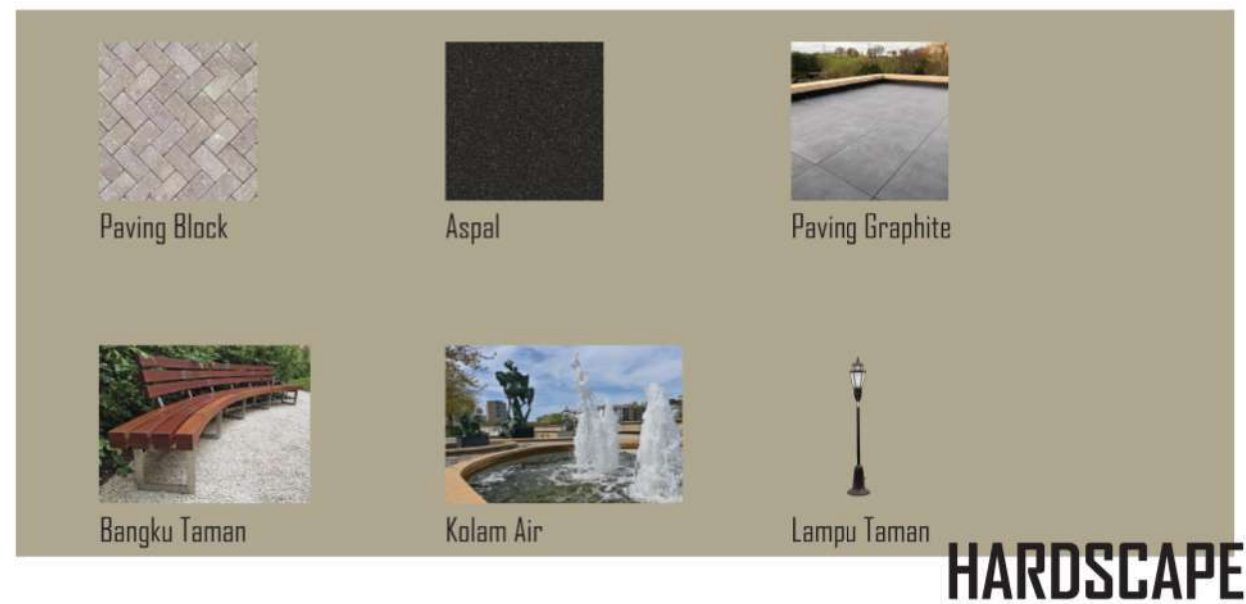 Paving Block
Aspal
Paving Graphite
Bangku Taman
Kolam Air
Lampu Taman
HARDSCAPE